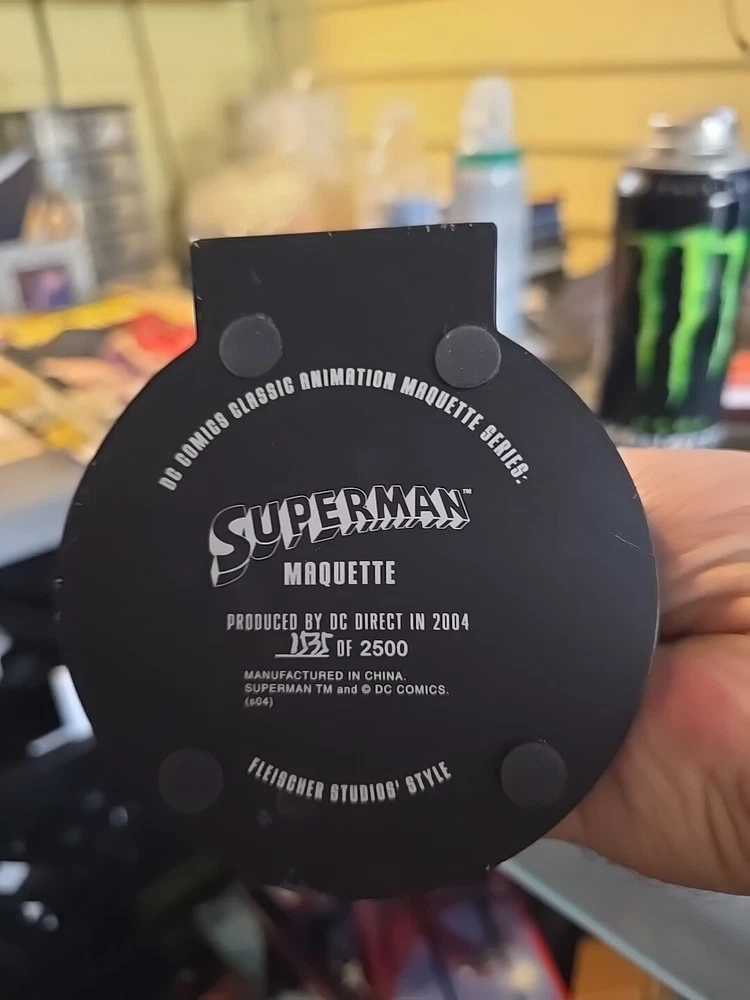 DC COMICS CLASSIC ANIMATION MAQUETTE SERIES:
SUPERMAN™
MAQUETTE
PRODUCED BY DC DIRECT IN 2004
1535 OF 2500
MANUFACTURED IN CHINA.
SUPERMAN TM and © DC COMICS.
(s04)
FLEISCHER STUDIOS' STYLE